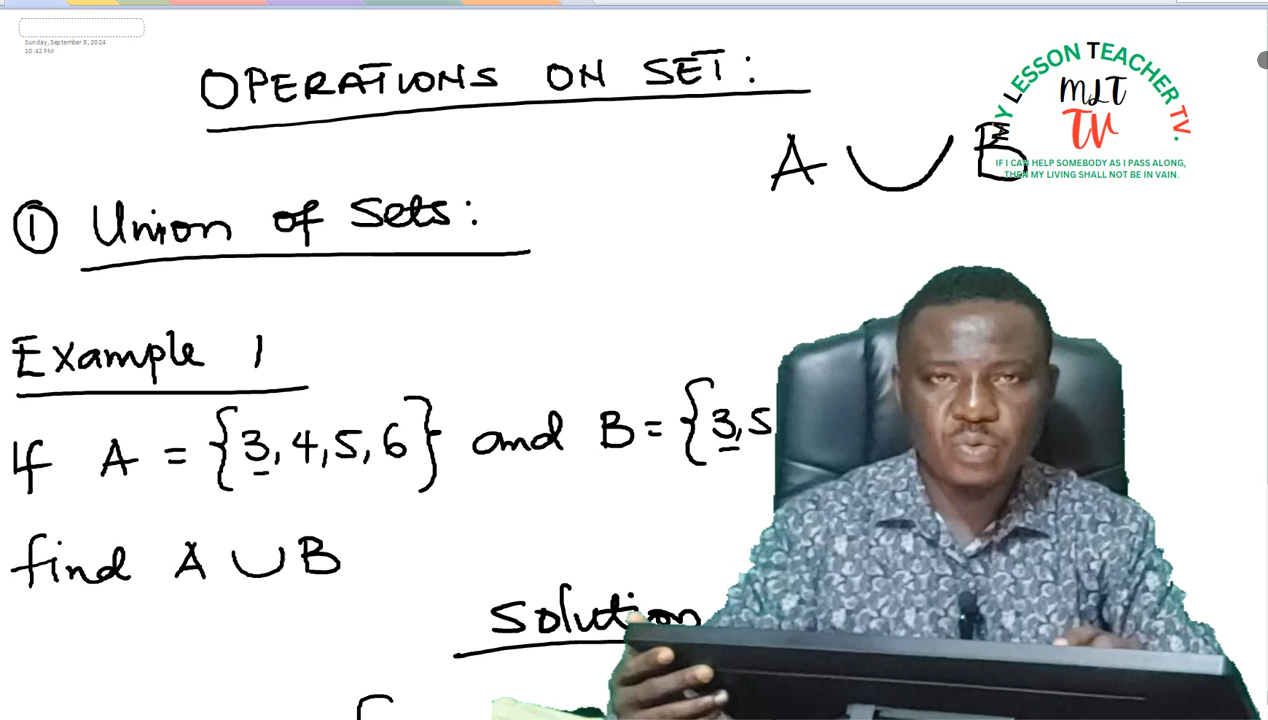 Sunday, September 8, 2024
10:42 PM
OPERATIONS ON SET:
MY LESSON TEACHER TV.
MLT
TV
IF I CAN HELP SOMEBODY AS I PASS ALONG,
THEN MY LIVING SHALL NOT BE IN VAIN.
A ∪ B
① Union of Sets:
Example 1
If A = {3, 4, 5, 6} and B = {3, 5
find A ∪ B
Solution
{